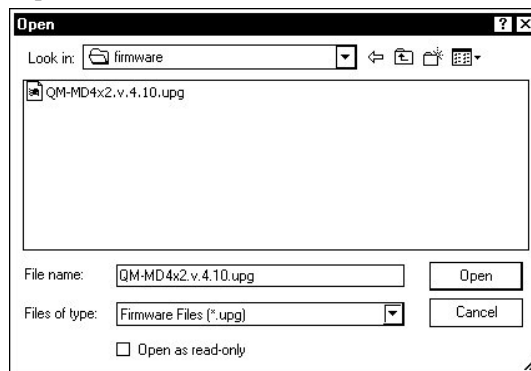 Open
Look in: firmware
QM-MD4x2.v.4.10.upg
File name: QM-MD4x2.v.4.10.upg Open
Files of type: Firmware Files (*.upg) Cancel
Open as read-only